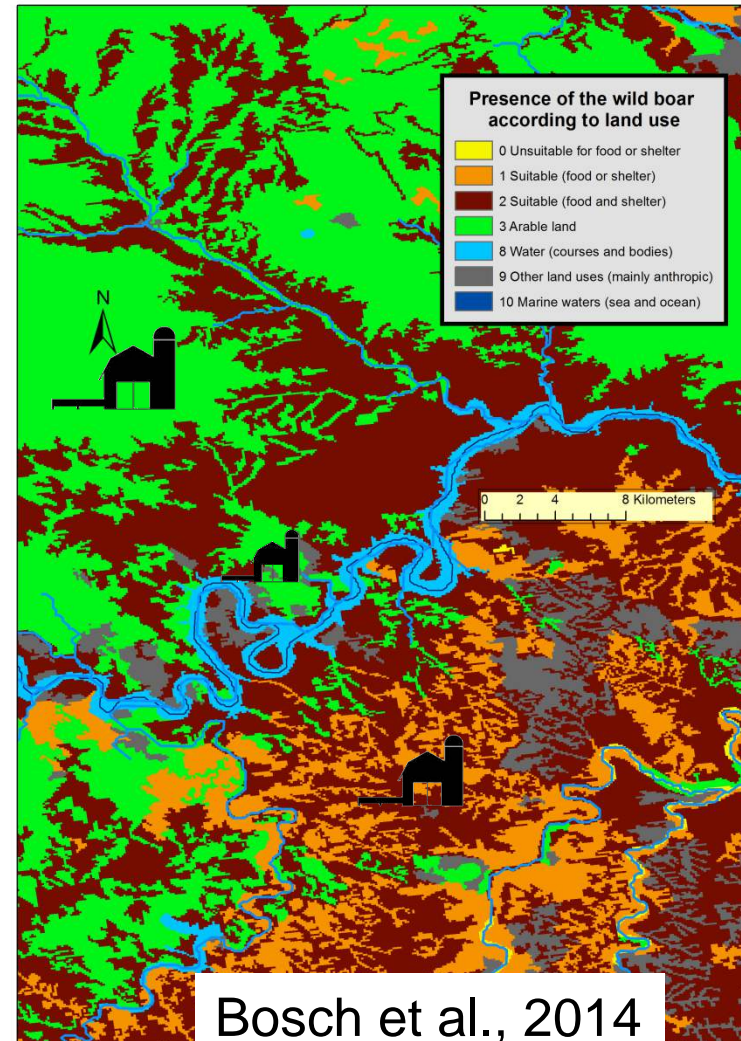 Presence of the wild boar
according to land use
0 Unsuitable for food or shelter
1 Suitable (food or shelter)
2 Suitable (food and shelter)
3 Arable land
8 Water (courses and bodies)
9 Other land uses (mainly anthropic)
10 Marine waters (sea and ocean)
N
0 2 4 8 Kilometers
Bosch et al., 2014